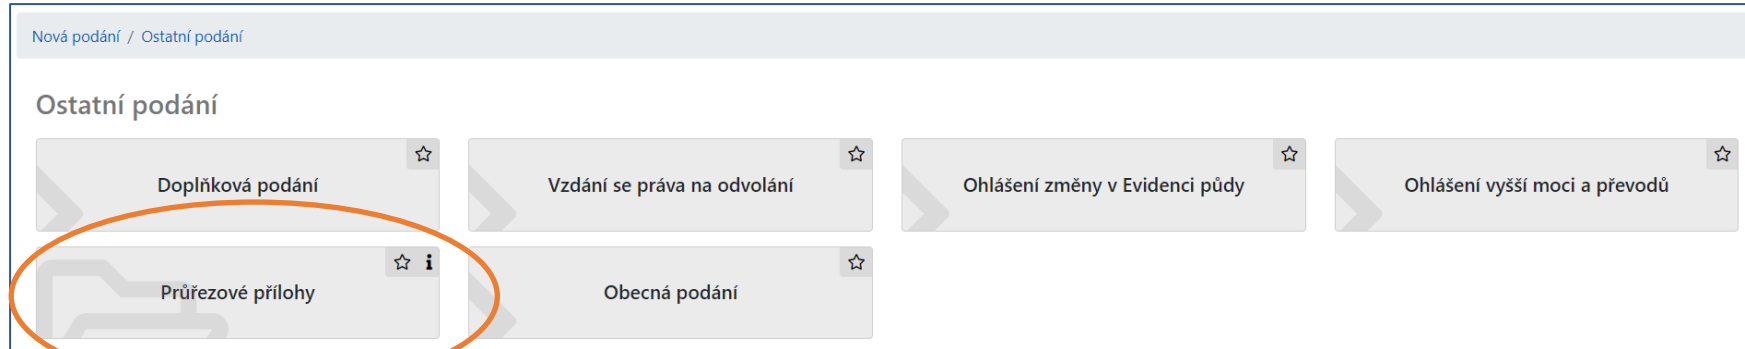 Nová podání / Ostatní podání
Ostatní podání
Doplňková podání
Vzdání se práva na odvolání
Ohlášení změny v Evidenci půdy
Ohlášení vyšší moci a převodů
Průřezové přílohy
Obecná podání